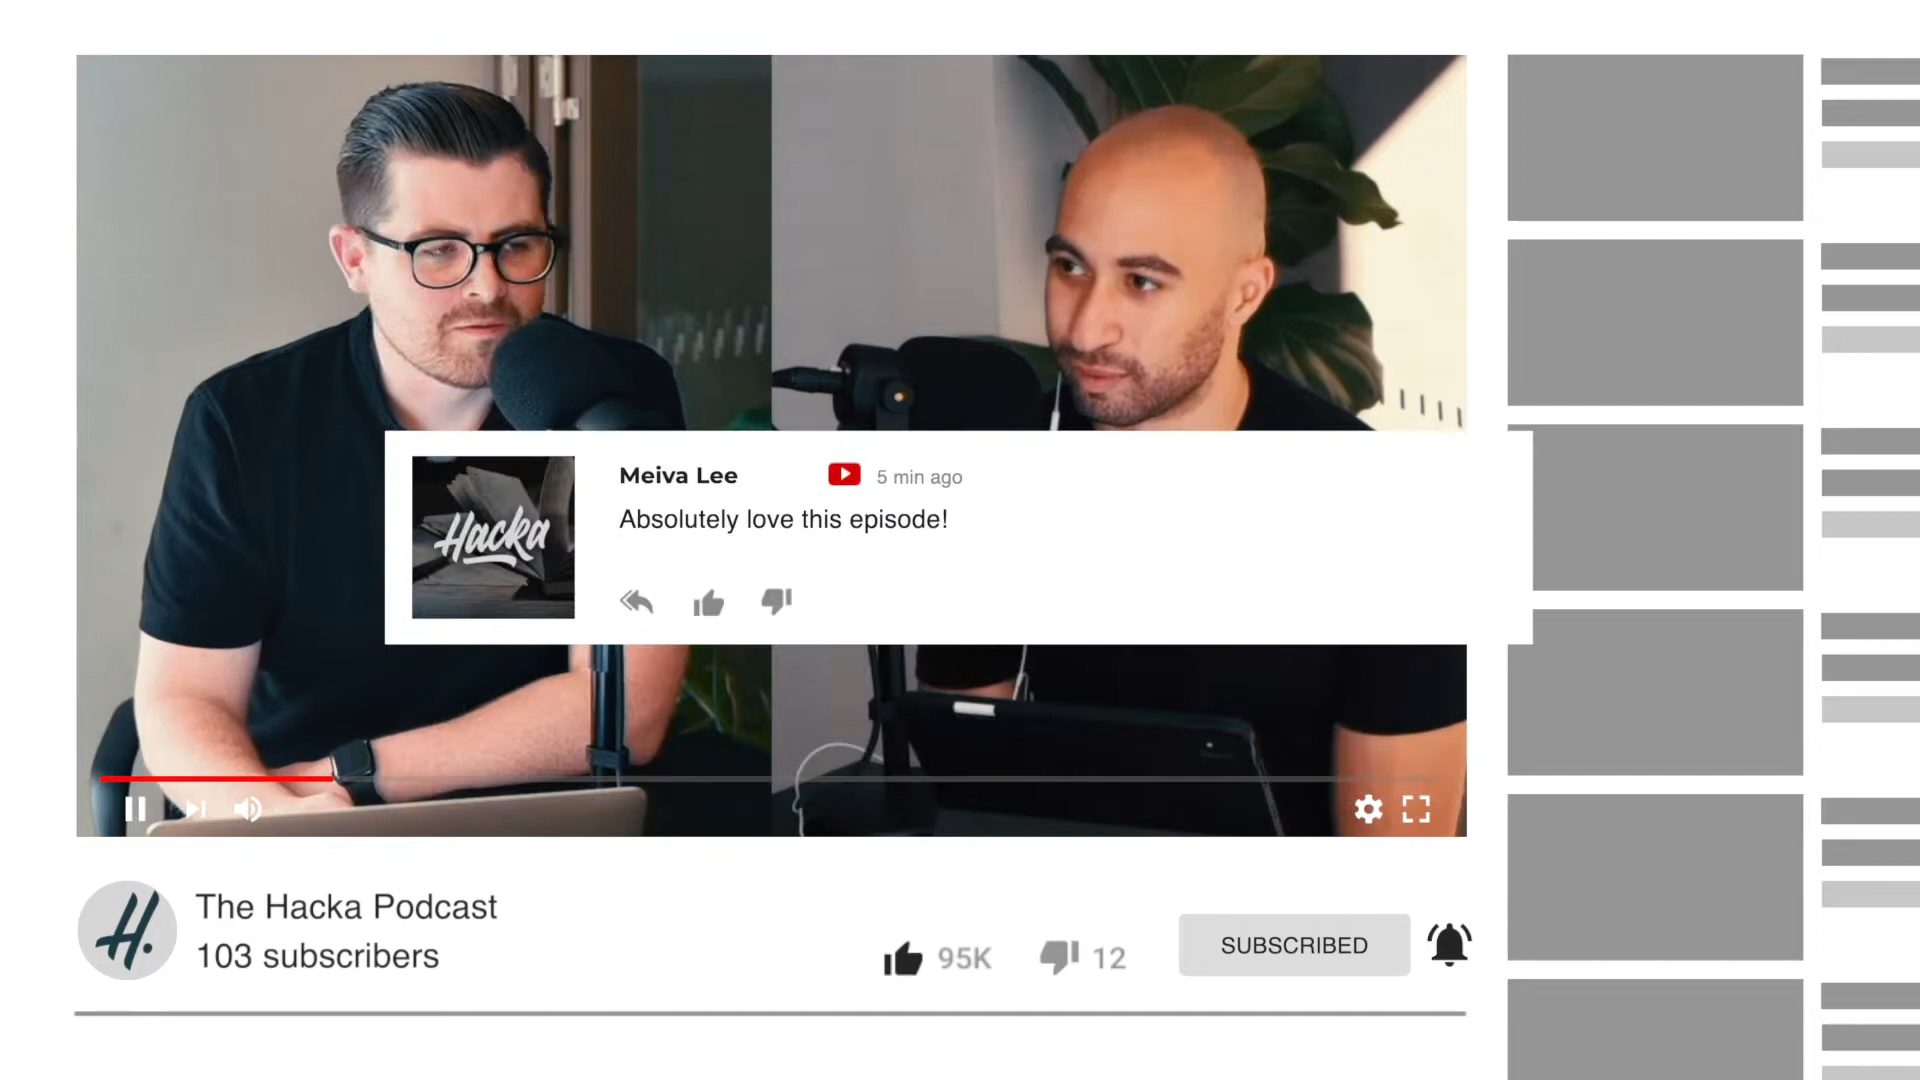 Meiva Lee
5 min ago
Absolutely love this episode!
Hacka
H.
The Hacka Podcast
103 subscribers
95K
12
SUBSCRIBED